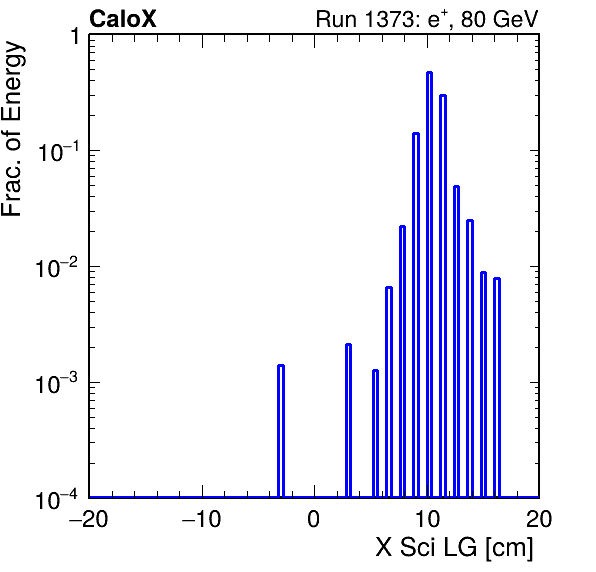 CaloX Run 1373: e⁺, 80 GeV
Frac. of Energy
1
10⁻¹
10⁻²
10⁻³
10⁻⁴
−20 −10 0 10 20
X Sci LG [cm]